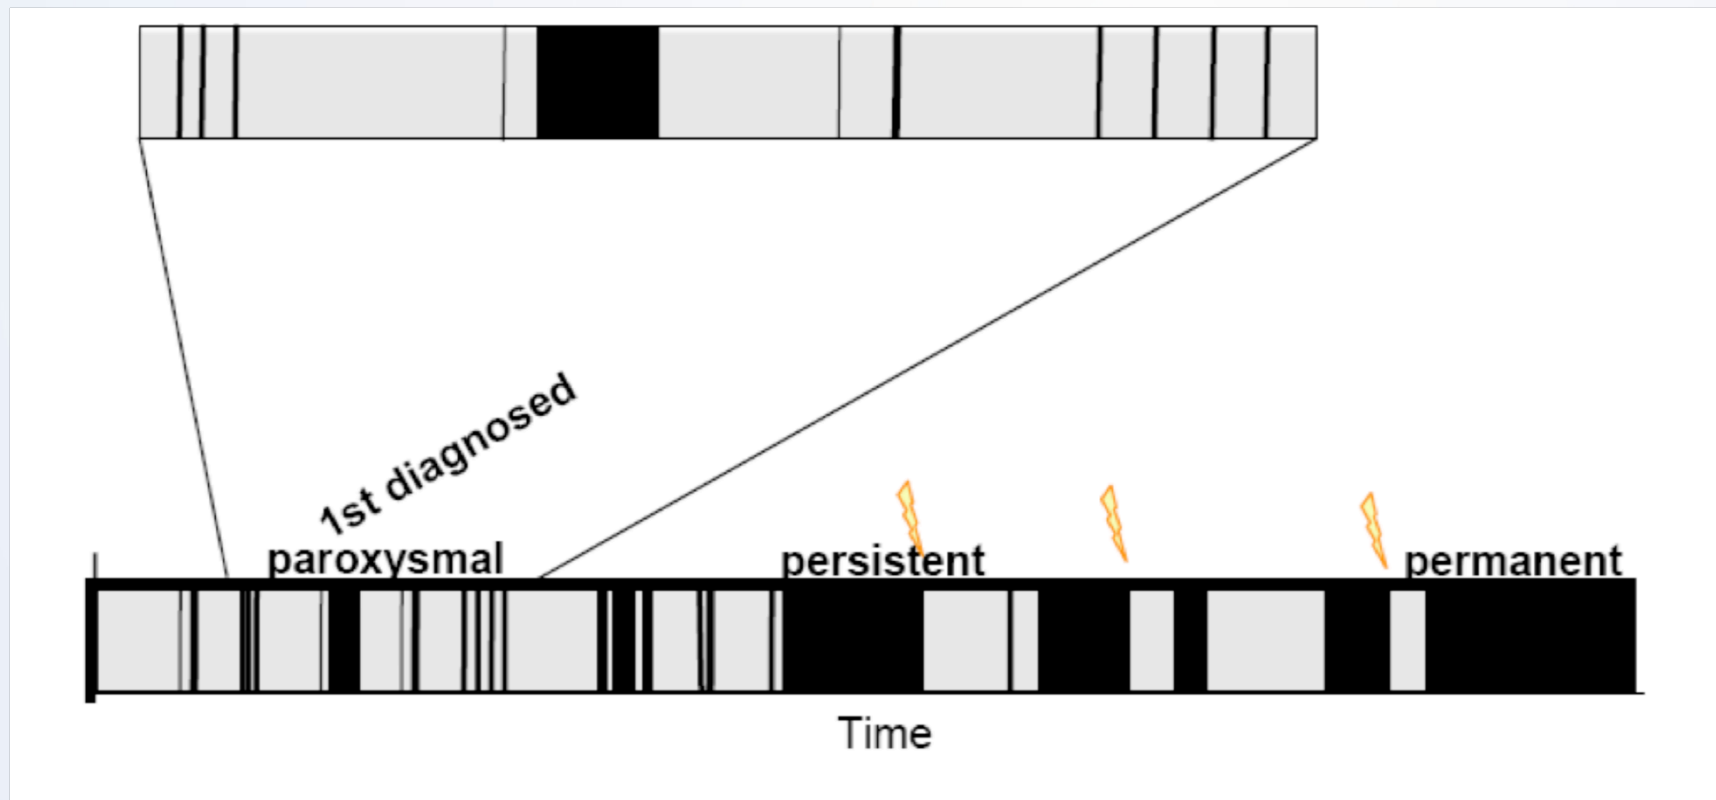 1st diagnosed
paroxysmal
persistent
permanent
Time